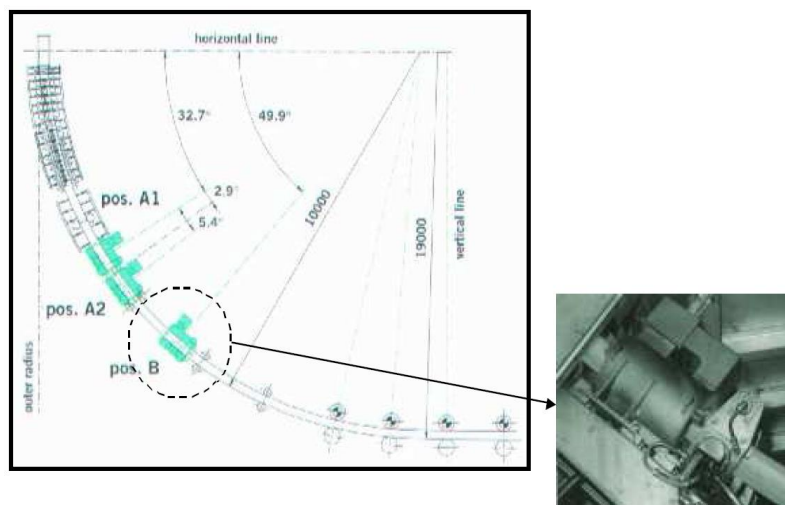 horizontal line
32.7°
49.9°
pos. A1
2.9°
5.4°
10000
19000
vertical line
pos. A2
pos. B
outer radius